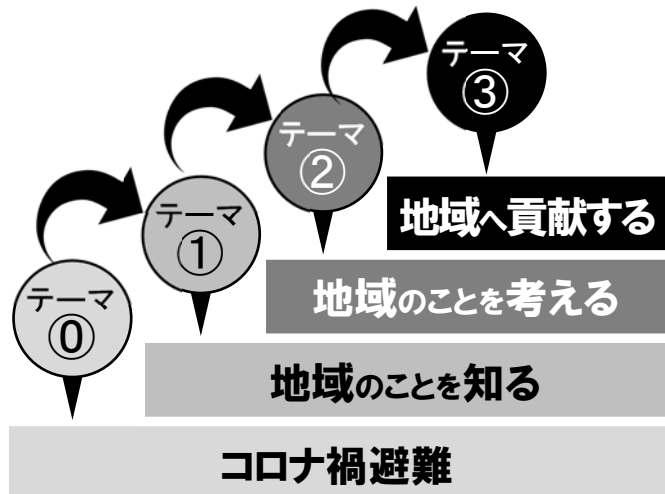 テーマ
③
テーマ
②
地域へ貢献する
テーマ
①
地域のことを考える
テーマ
⓪
地域のことを知る
コロナ禍避難